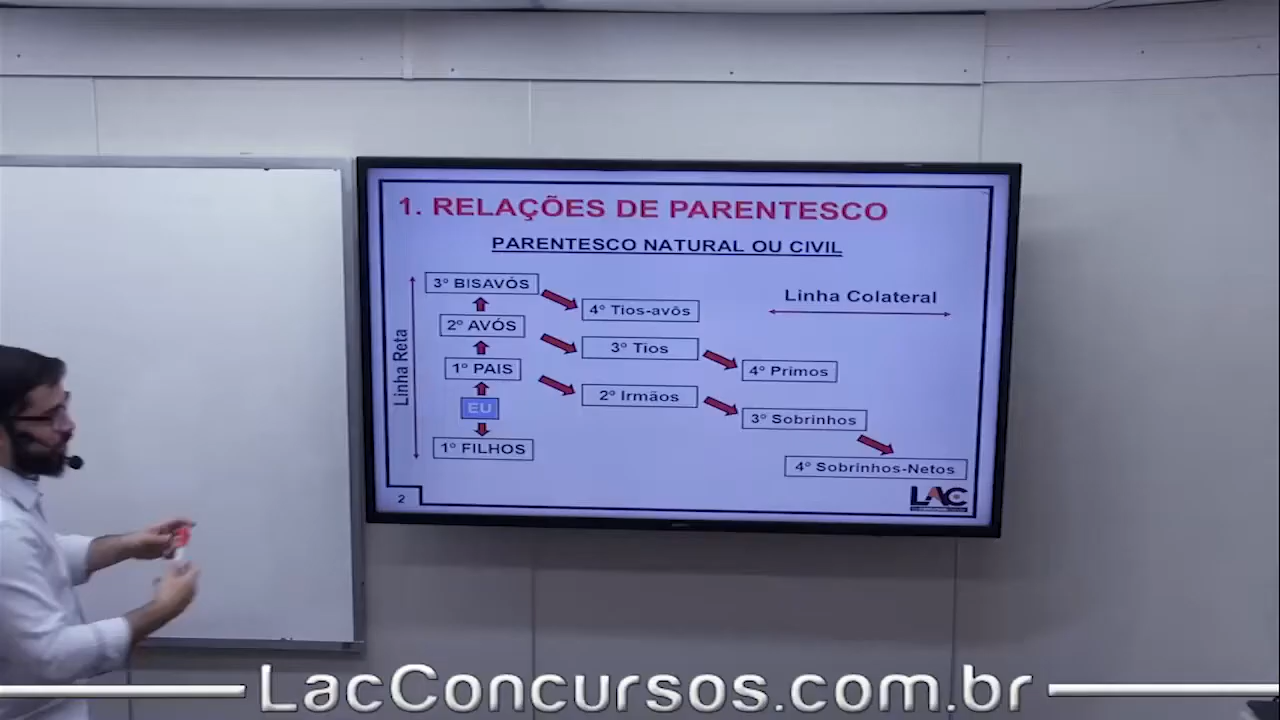 1. RELAÇÕES DE PARENTESCO
PARENTESCO NATURAL OU CIVIL
Linha Reta
3º BISAVÓS
2º AVÓS
1º PAIS
EU
1º FILHOS
4º Tios-avôs
3º Tios
2º Irmãos
Linha Colateral
4º Primos
3º Sobrinhos
4º Sobrinhos-Netos
2
LAC
LacConcursos.com.br